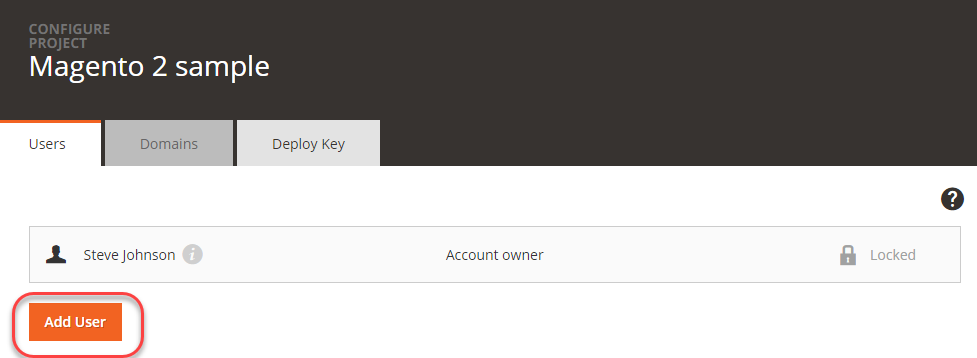 CONFIGURE
PROJECT
Magento 2 sample
Users Domains Deploy Key
?
Steve Johnson i Account owner Locked
Add User